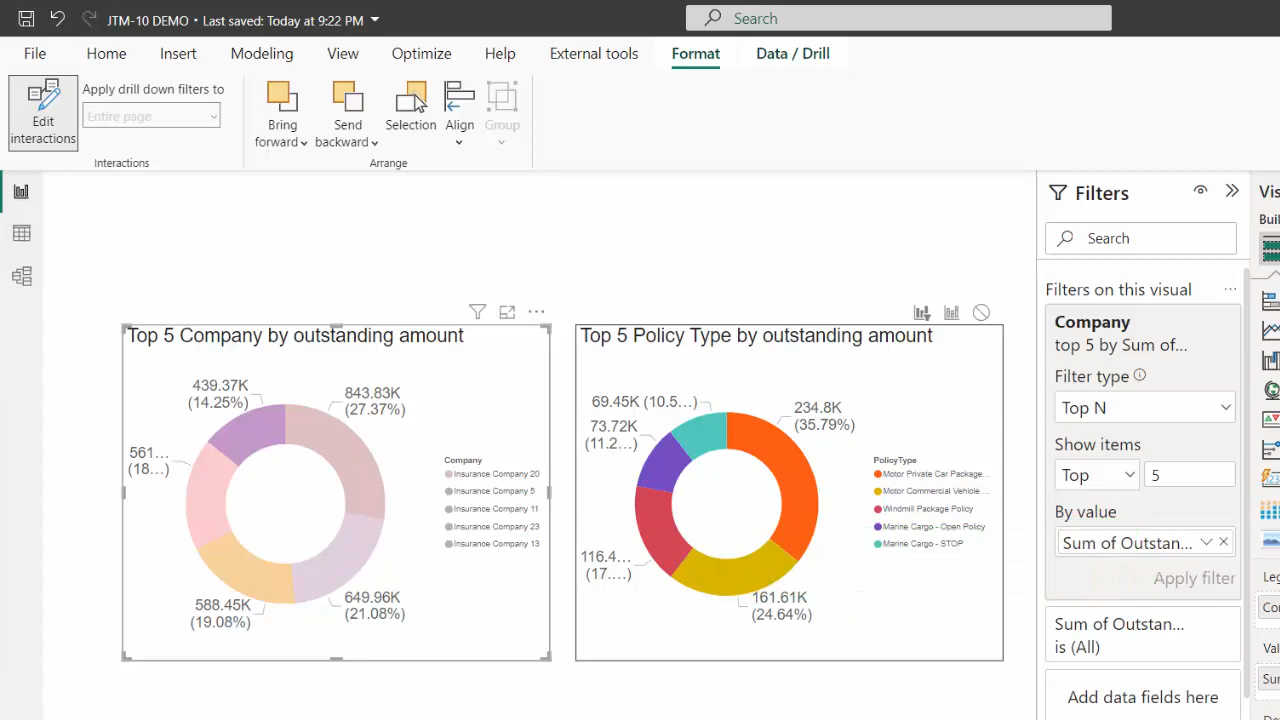 JTM-10 DEMO • Last saved: Today at 9:22 PM
Search
File Home Insert Modeling View Optimize Help External tools Format Data / Drill
Edit
interactions
Apply drill down filters to
Entire page
Bring
forward
Send
backward
Selection
Align
Group
Interactions
Arrange
Filters
Search
Filters on this visual ...
Company
top 5 by Sum of...
Filter type
Top N
Show items
Top 5
By value
Sum of Outstan...
Apply filter
Sum of Outstan...
is (All)
Add data fields here
Top 5 Company by outstanding amount
439.37K
(14.25%)
843.83K
(27.37%)
561...
(18...)
588.45K
(19.08%)
649.96K
(21.08%)
Company
Insurance Company 20
Insurance Company 5
Insurance Company 11
Insurance Company 23
Insurance Company 13
Top 5 Policy Type by outstanding amount
69.45K (10.5...)
73.72K
(11.2...)
234.8K
(35.79%)
116.4...
(17....)
161.61K
(24.64%)
PolicyType
Motor Private Car Package...
Motor Commercial Vehicle ...
Windmill Package Policy
Marine Cargo - Open Policy
Marine Cargo - STOP